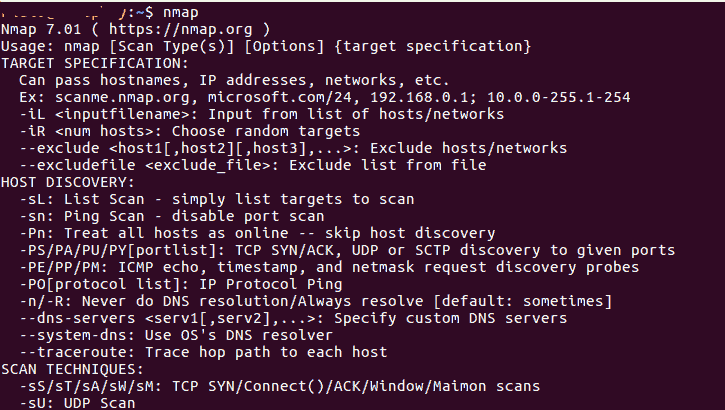 :~$ nmap
Nmap 7.01 ( https://nmap.org )
Usage: nmap [Scan Type(s)] [Options] {target specification}
TARGET SPECIFICATION:
  Can pass hostnames, IP addresses, networks, etc.
  Ex: scanme.nmap.org, microsoft.com/24, 192.168.0.1; 10.0.0-255.1-254
  -iL <inputfilename>: Input from list of hosts/networks
  -iR <num hosts>: Choose random targets
  --exclude <host1[,host2][,host3],...>: Exclude hosts/networks
  --excludefile <exclude_file>: Exclude list from file
HOST DISCOVERY:
  -sL: List Scan - simply list targets to scan
  -sn: Ping Scan - disable port scan
  -Pn: Treat all hosts as online -- skip host discovery
  -PS/PA/PU/PY[portlist]: TCP SYN/ACK, UDP or SCTP discovery to given ports
  -PE/PP/PM: ICMP echo, timestamp, and netmask request discovery probes
  -PO[protocol list]: IP Protocol Ping
  -n/-R: Never do DNS resolution/Always resolve [default: sometimes]
  --dns-servers <serv1[,serv2],...>: Specify custom DNS servers
  --system-dns: Use OS's DNS resolver
  --traceroute: Trace hop path to each host
SCAN TECHNIQUES:
  -sS/sT/sA/sW/sM: TCP SYN/Connect()/ACK/Window/Maimon scans
  -sU: UDP Scan